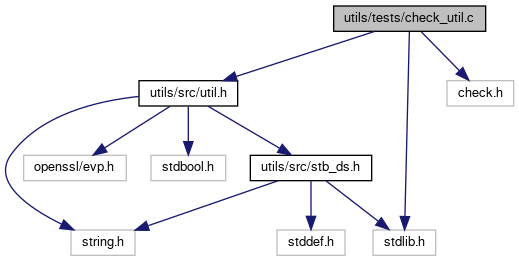 utils/tests/check_util.c
utils/src/util.h
check.h
openssl/evp.h
stdbool.h
utils/src/stb_ds.h
string.h
stddef.h
stdlib.h